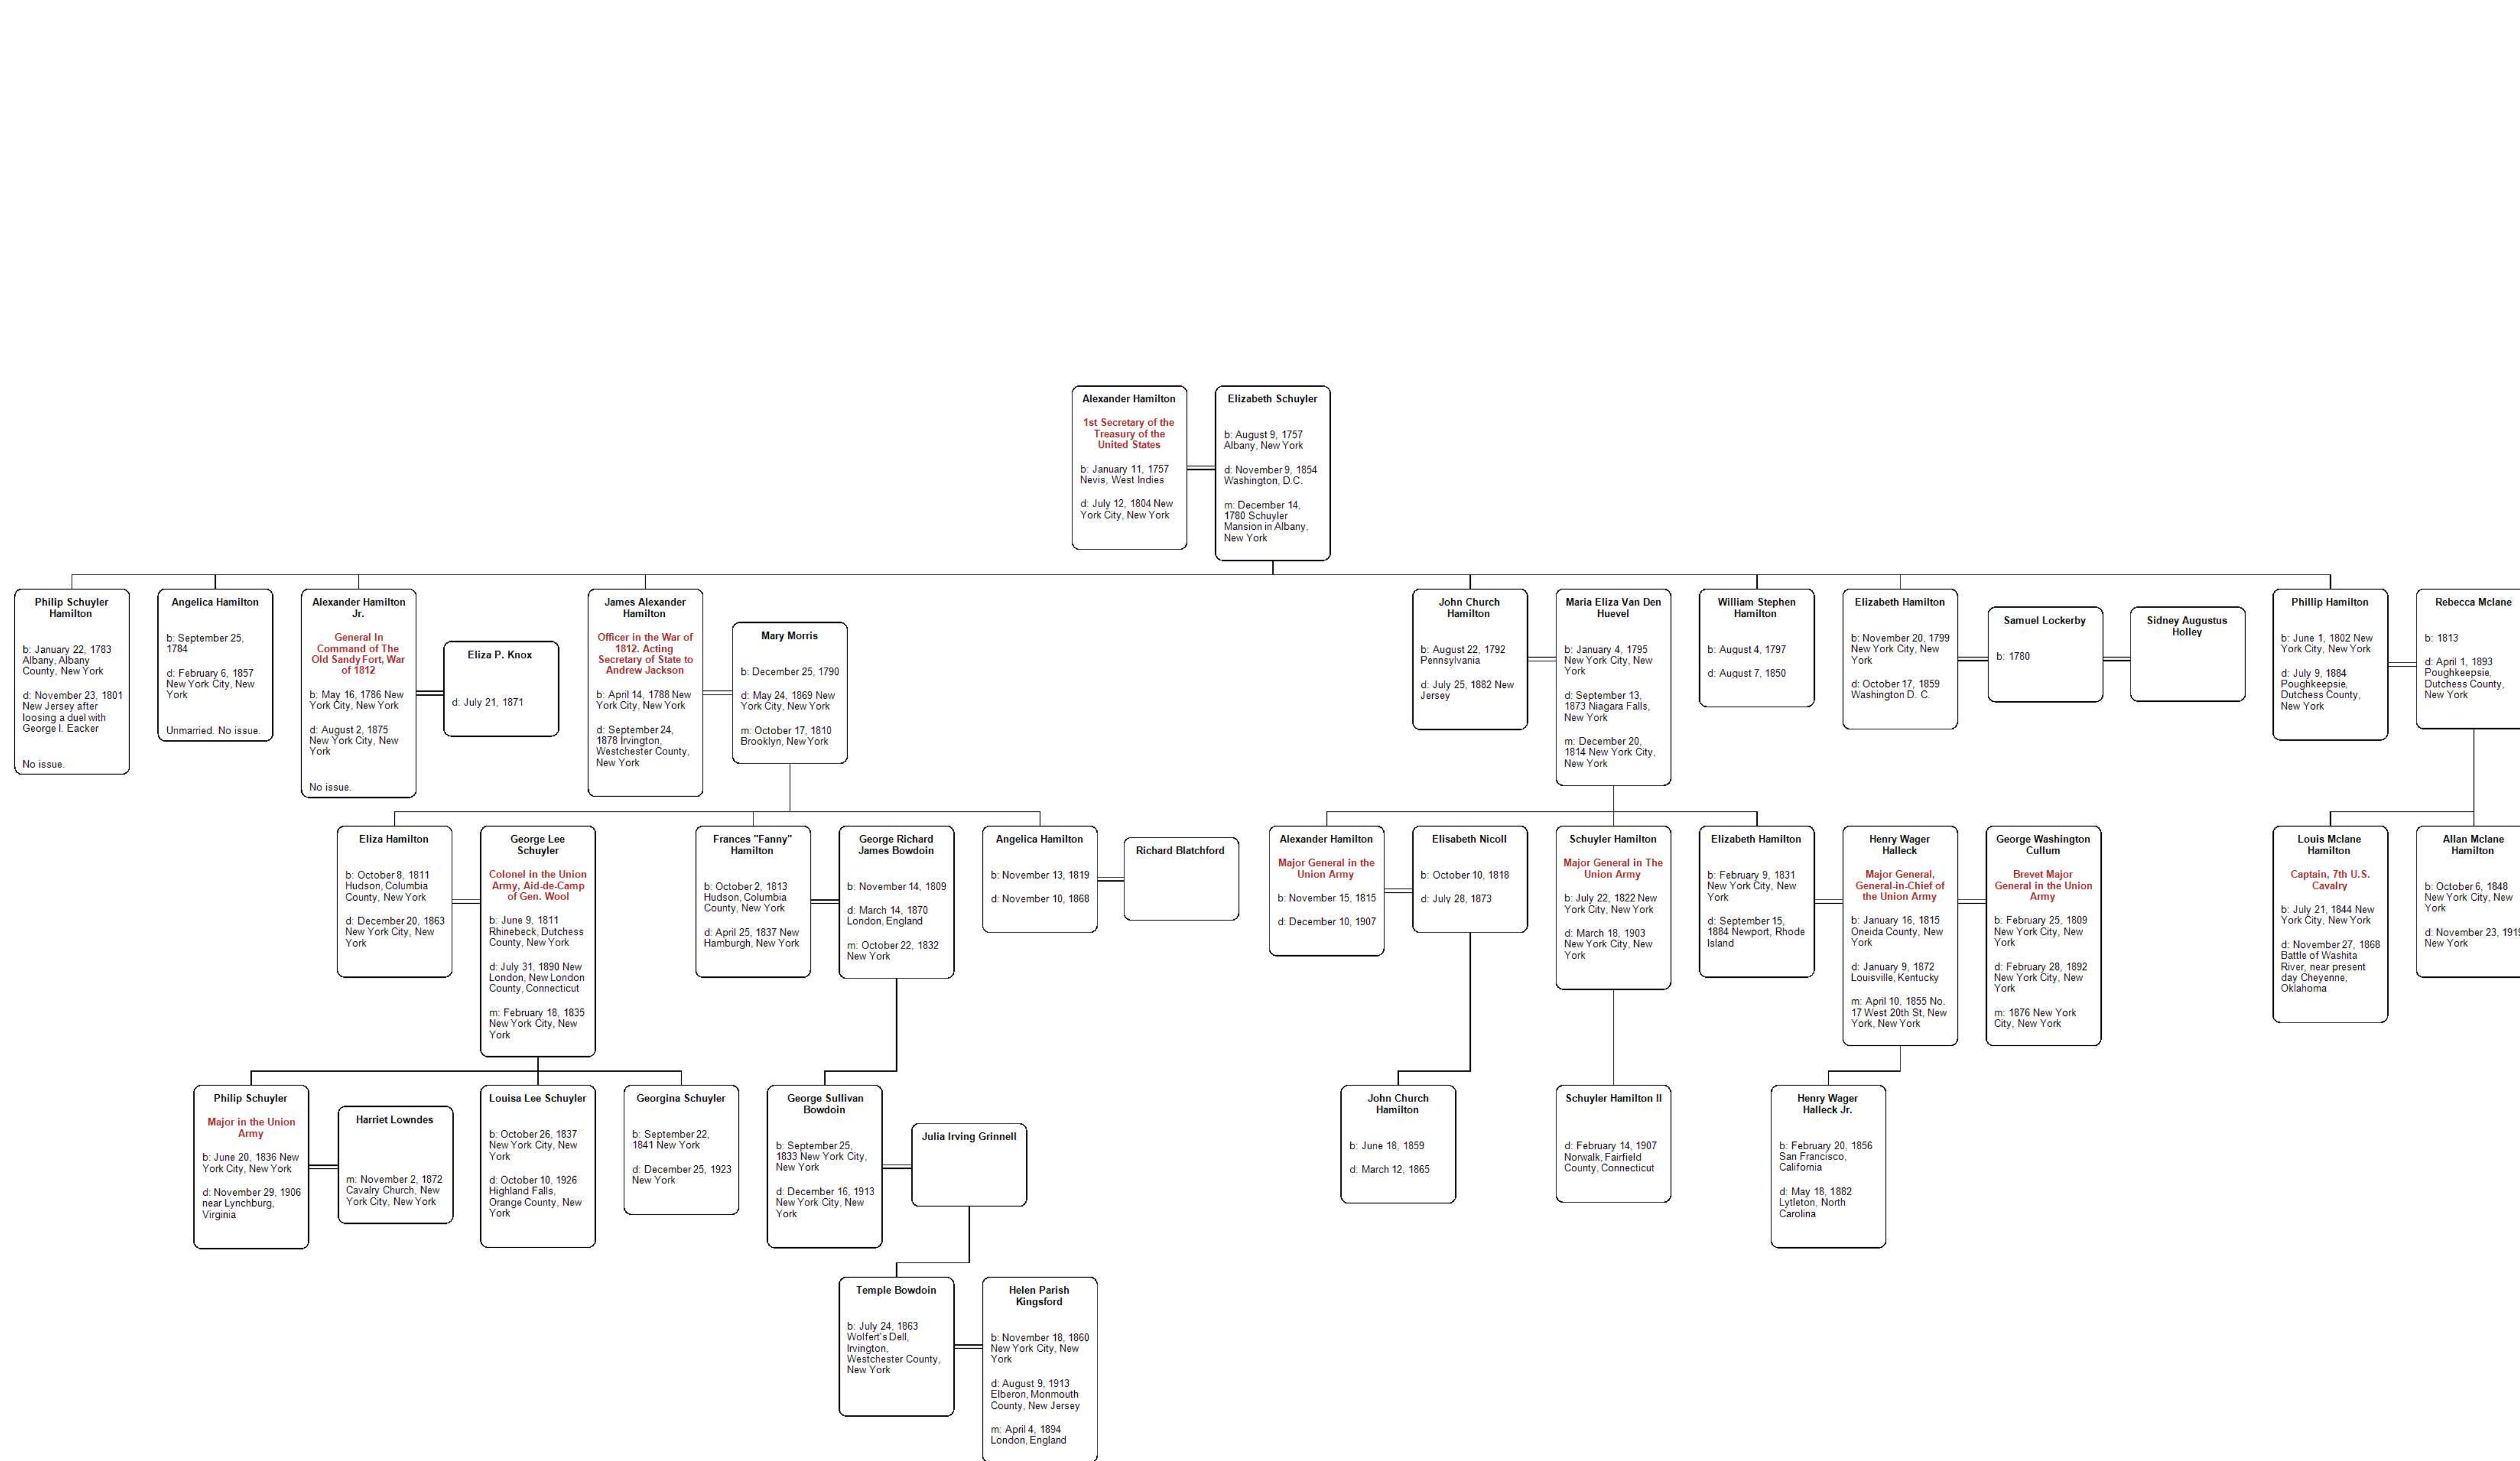 Alexander Hamilton
1st Secretary of the
Treasury of the
United States
b: January 11, 1757
Nevis, West Indies
d: July 12, 1804 New
York City, New York
Elizabeth Schuyler
b: August 9, 1757
Albany, New York
d: November 9, 1854
Washington, D.C.
m: December 14,
1780 Schuyler
Mansion in Albany,
New York
Philip Schuyler
Hamilton
b: January 22, 1783
Albany, Albany
County, New York
d: November 23, 1801
New Jersey after
loosing a duel with
George I. Eacker
No issue.
Angelica Hamilton
b: September 25,
1784
d: February 6, 1857
New York City, New
York
Unmarried. No issue.
Alexander Hamilton
Jr.
General In
Command of The
Old Sandy Fort, War
of 1812
b: May 16, 1786 New
York City, New York
d: August 2, 1875
New York City, New
York
No issue.
Eliza P. Knox
d: July 21, 1871
James Alexander
Hamilton
Officer in the War of
1812. Acting
Secretary of State to
Andrew Jackson
b: April 14, 1788 New
York City, New York
d: September 24,
1878 Irvington,
Westchester County,
New York
Mary Morris
b: December 25, 1790
d: May 24, 1869 New
York City, New York
m: October 17, 1810
Brooklyn, New York
John Church
Hamilton
b: August 22, 1792
Pennsylvania
d: July 25, 1882 New
Jersey
Maria Eliza Van Den
Huevel
b: January 4, 1795
New York City, New
York
d: September 13,
1873 Niagara Falls,
New York
m: December 20,
1814 New York City,
New York
William Stephen
Hamilton
b: August 4, 1797
d: August 7, 1850
Elizabeth Hamilton
b: November 20, 1799
New York City, New
York
d: October 17, 1859
Washington D. C.
Samuel Lockerby
b: 1780
Sidney Augustus
Holley
Phillip Hamilton
b: June 1, 1802 New
York City, New York
d: July 9, 1884
Poughkeepsie,
Dutchess County,
New York
Rebecca Mclane
b: 1813
d: April 1, 1893
Poughkeepsie,
Dutchess County,
New York
Eliza Hamilton
b: October 8, 1811
Hudson, Columbia
County, New York
d: December 20, 1863
New York City, New
York
George Lee
Schuyler
Colonel in the Union
Army, Aid-de-Camp
of Gen. Wool
b: June 9, 1811
Rhinebeck, Dutchess
County, New York
d: July 31, 1890 New
London, New London
County, Connecticut
m: February 18, 1835
New York City, New
York
Frances "Fanny"
Hamilton
b: October 2, 1813
Hudson, Columbia
County, New York
d: April 25, 1837 New
Hamburgh, New York
George Richard
James Bowdoin
b: November 14, 1809
d: March 14, 1870
London, England
m: October 22, 1832
New York
Angelica Hamilton
b: November 13, 1819
d: November 10, 1868
Richard Blatchford
Alexander Hamilton
Major General in the
Union Army
b: November 15, 1815
d: December 10, 1907
Elisabeth Nicoll
b: October 10, 1818
d: July 28, 1873
Schuyler Hamilton
Major General in The
Union Army
b: July 22, 1822 New
York City, New York
d: March 18, 1903
New York City, New
York
Elizabeth Hamilton
b: February 9, 1831
New York City, New
York
d: September 15,
1884 Newport, Rhode
Island
Henry Wager
Halleck
Major General,
General-in-Chief of
the Union Army
b: January 16, 1815
Oneida County, New
York
d: January 9, 1872
Louisville, Kentucky
m: April 10, 1855 No.
17 West 20th St, New
York, New York
George Washington
Cullum
Brevet Major
General in the Union
Army
b: February 25, 1809
New York City, New
York
d: February 28, 1892
New York City, New
York
m: 1876 New York
City, New York
Louis Mclane
Hamilton
Captain, 7th U.S.
Cavalry
b: July 21, 1844 New
York City, New York
d: November 27, 1868
Battle of Washita
River, near present
day Cheyenne,
Oklahoma
Allan Mclane
Hamilton
b: October 6, 1848
New York City, New
York
d: November 23, 1919
New York
Philip Schuyler
Major in the Union
Army
b: June 20, 1836 New
York City, New York
d: November 29, 1906
near Lynchburg,
Virginia
Harriet Lowndes
m: November 2, 1872
Cavalry Church, New
York City, New York
Louisa Lee Schuyler
b: October 26, 1837
New York City, New
York
d: October 10, 1926
Highland Falls,
Orange County, New
York
Georgina Schuyler
b: September 22,
1841 New York
d: December 25, 1923
New York
George Sullivan
Bowdoin
b: September 25,
1833 New York City,
New York
d: December 16, 1913
New York City, New
York
Julia Irving Grinnell
John Church
Hamilton
b: June 18, 1859
d: March 12, 1865
Schuyler Hamilton II
d: February 14, 1907
Norwalk, Fairfield
County, Connecticut
Henry Wager
Halleck Jr.
b: February 20, 1856
San Francisco,
California
d: May 18, 1882
Lytleton, North
Carolina
Temple Bowdoin
b: July 24, 1863
Wolfert's Dell,
Irvington,
Westchester County,
New York
Helen Parish
Kingsford
b: November 18, 1860
New York City, New
York
d: August 9, 1913
Elberon, Monmouth
County, New Jersey
m: April 4, 1894
London, England